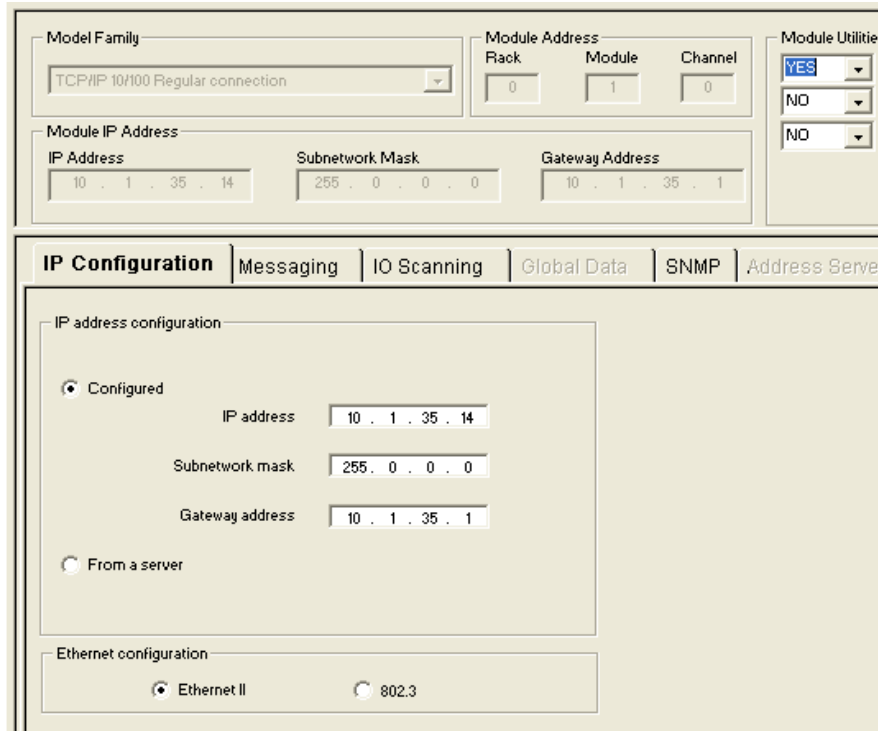 Model Family
Module Address
Module Utilitie
Rack Module Channel
TCP/IP 10/100 Regular connection
0 1 0
YES
NO
NO
Module IP Address
IP Address Subnetwork Mask Gateway Address
10 . 1 . 35 . 14 255 . 0 . 0 . 0 10 . 1 . 35 . 1
IP Configuration Messaging IO Scanning Global Data SNMP Address Serve
IP address configuration
Configured
IP address 10 . 1 . 35 . 14
Subnetwork mask 255. 0 . 0 . 0
Gateway address 10 . 1 . 35 . 1
From a server
Ethernet configuration
Ethernet II 802.3